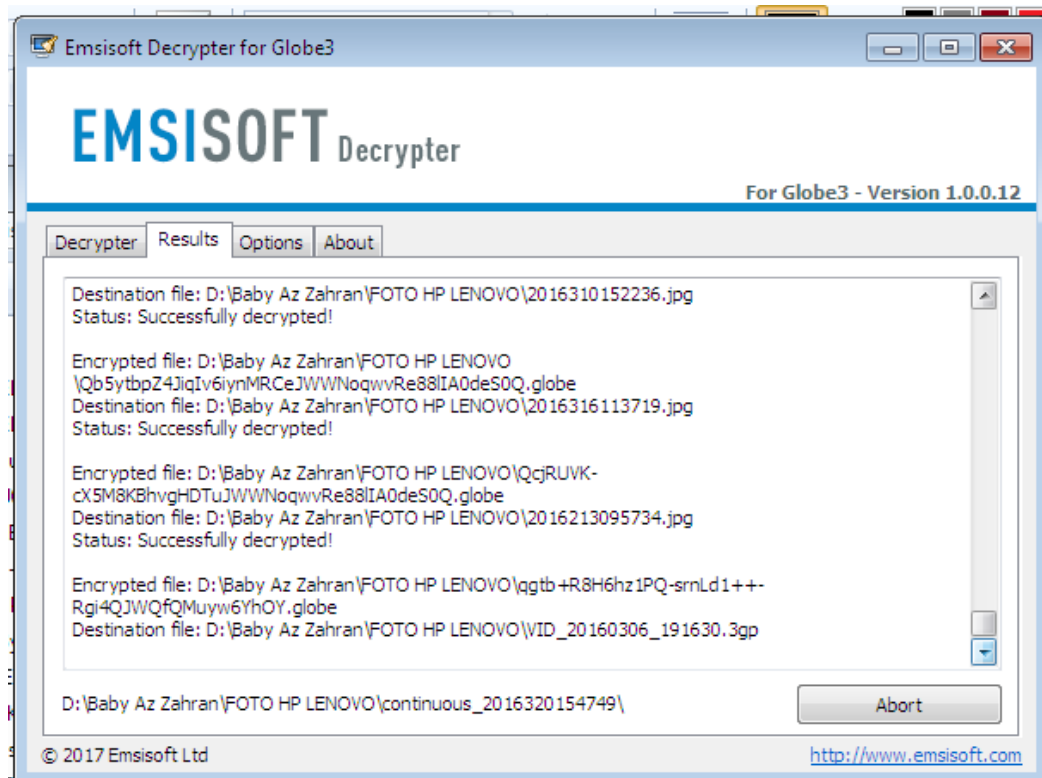 Emsisoft Decrypter for Globe3
EMSISOFT Decrypter
For Globe3 - Version 1.0.0.12
Decrypter Results Options About
Destination file: D:\Baby Az Zahran\FOTO HP LENOVO\2016310152236.jpg
Status: Successfully decrypted!
Encrypted file: D:\Baby Az Zahran\FOTO HP LENOVO
\Qb5ytbpZ4JiqIv6iynMRCeJWWNoqwvRe88lIA0deS0Q.globe
Destination file: D:\Baby Az Zahran\FOTO HP LENOVO\2016316113719.jpg
Status: Successfully decrypted!
Encrypted file: D:\Baby Az Zahran\FOTO HP LENOVO\QcjRUVK-
cX5M8KBhvgHDTuJWWNoqwvRe88lIA0deS0Q.globe
Destination file: D:\Baby Az Zahran\FOTO HP LENOVO\2016213095734.jpg
Status: Successfully decrypted!
Encrypted file: D:\Baby Az Zahran\FOTO HP LENOVO\qgtb+R8H6hz1PQ-srnLd1++-
Rgi4QJWQfQMuyw6YhOY.globe
Destination file: D:\Baby Az Zahran\FOTO HP LENOVO\VID_20160306_191630.3gp
D:\Baby Az Zahran\FOTO HP LENOVO\continuous_2016320154749\
Abort
© 2017 Emsisoft Ltd
http://www.emsisoft.com